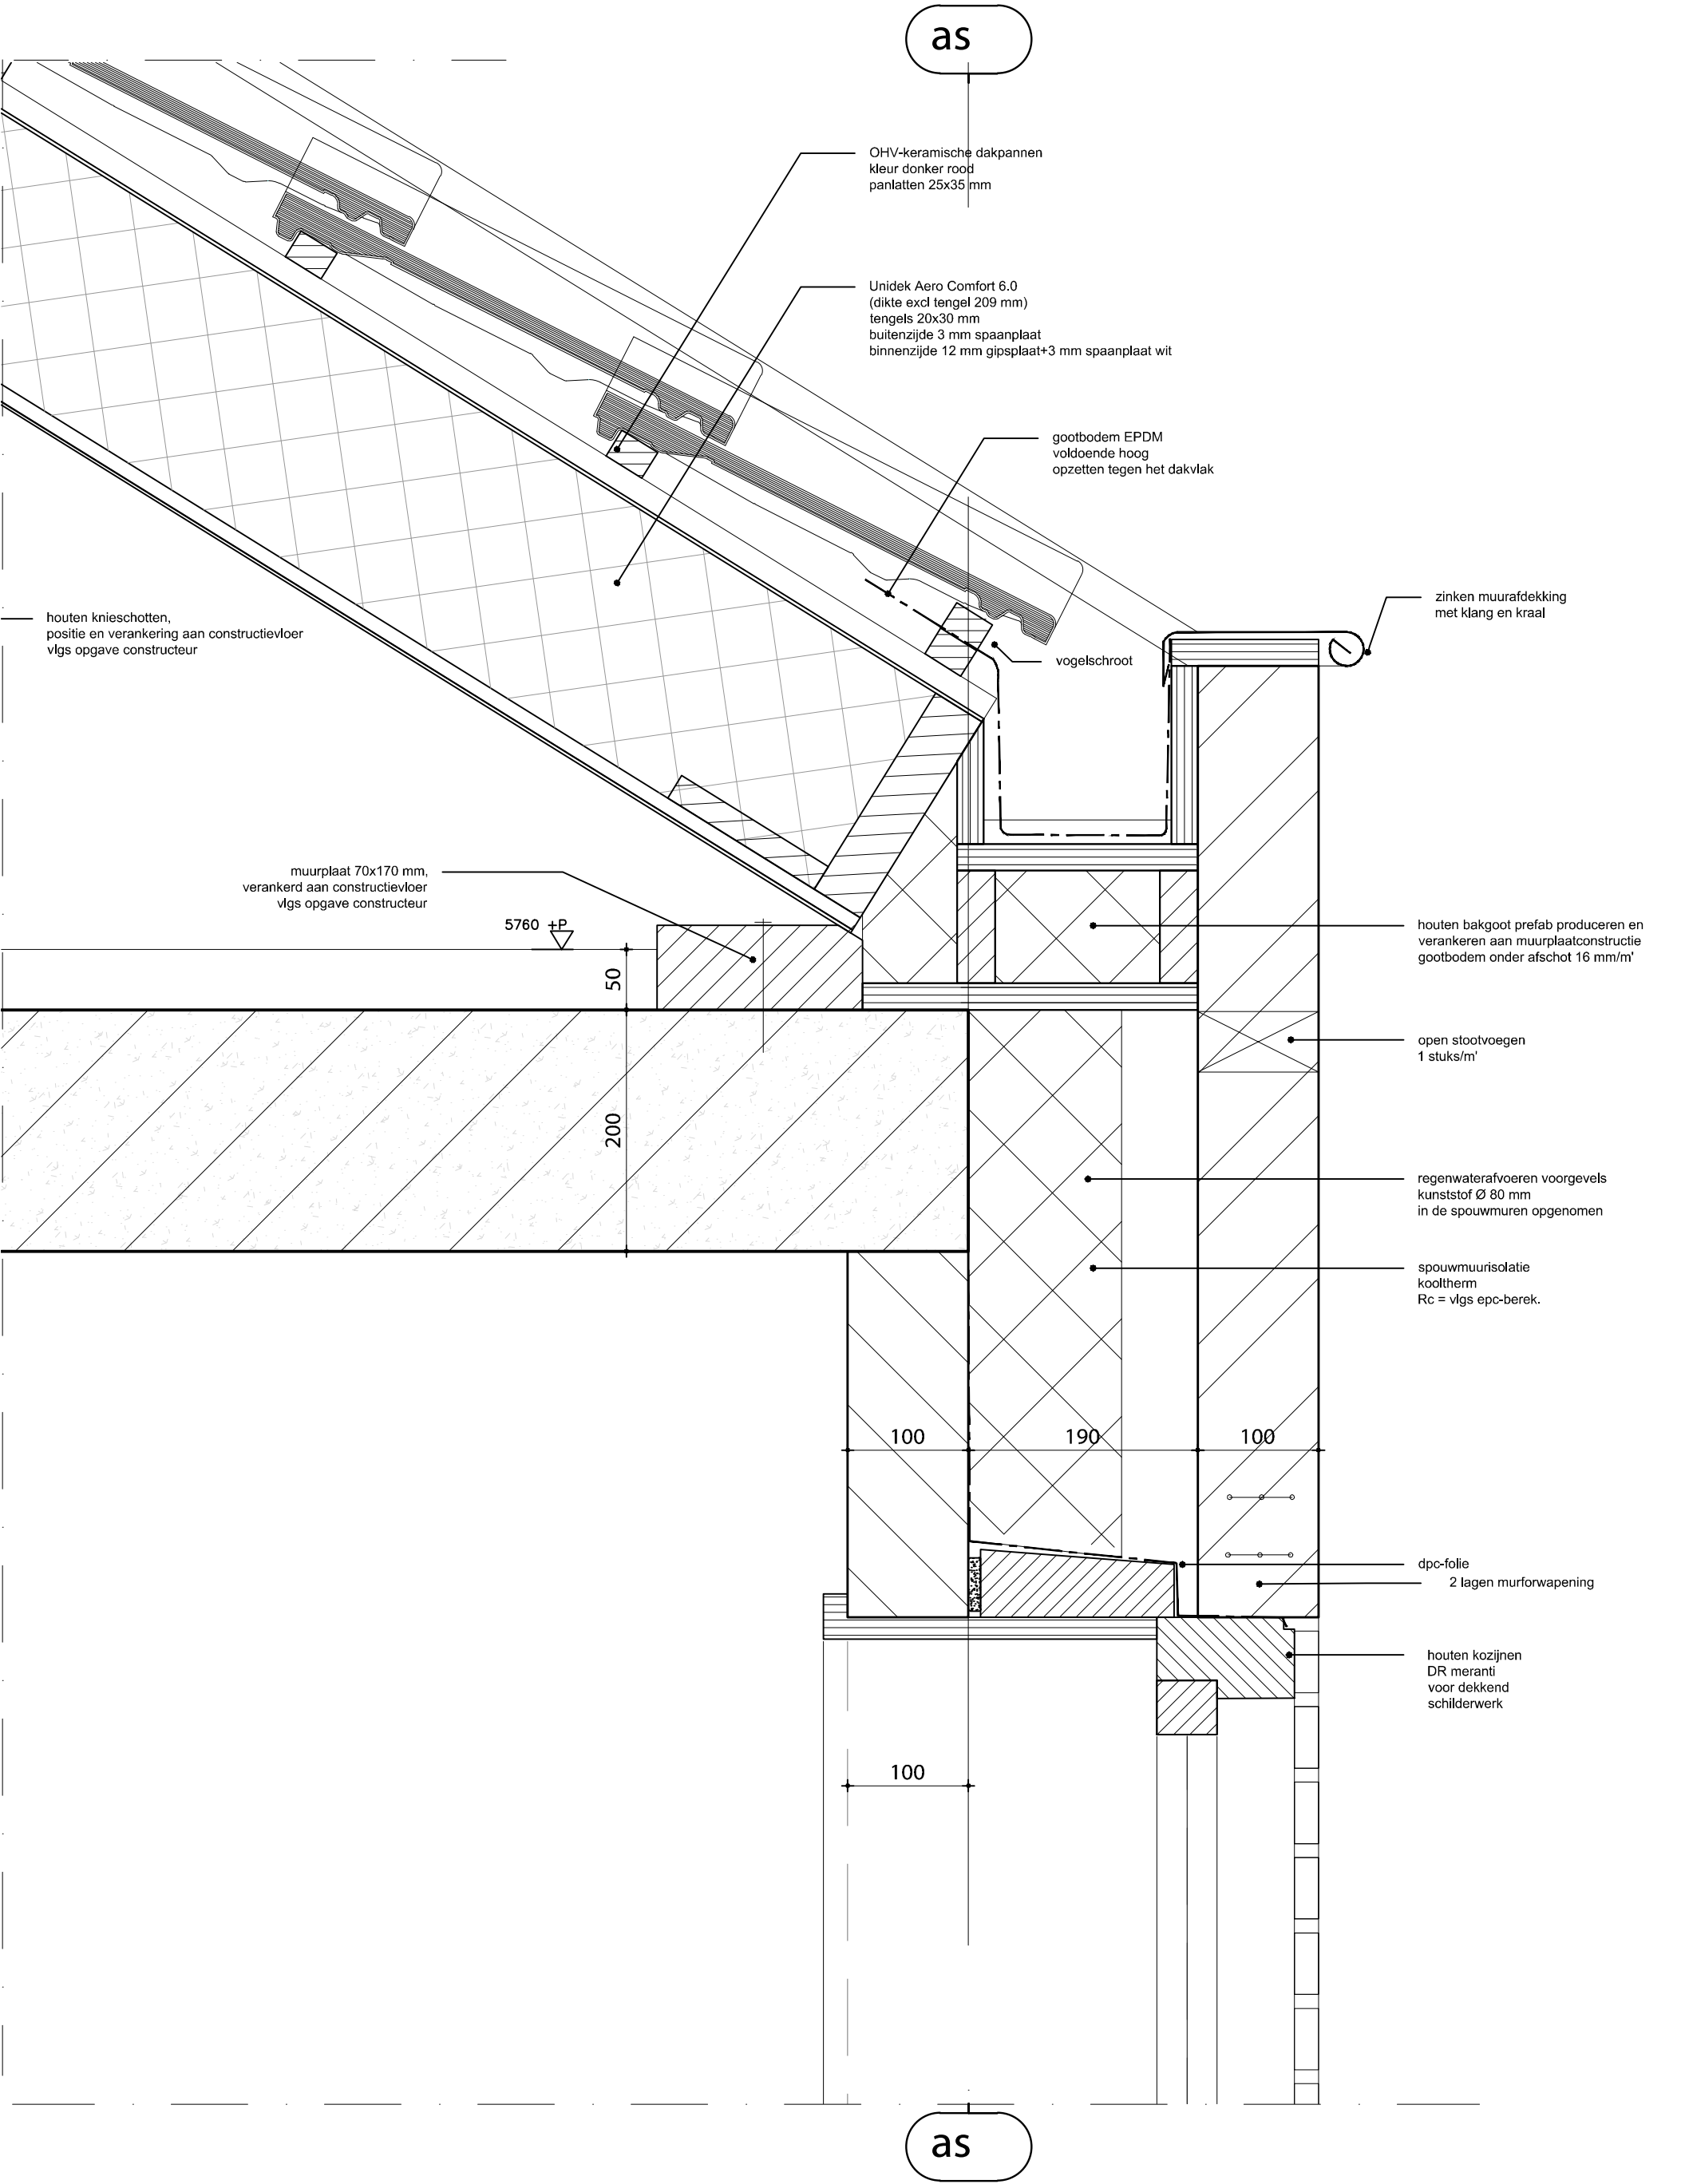 as
OHV-keramische dakpannen
kleur donker rood
panlatten 25x35 mm
Unidek Aero Comfort 6.0
(dikte excl tengel 209 mm)
tengels 20x30 mm
buitenzijde 3 mm spaanplaat
binnenzijde 12 mm gipsplaat+3 mm spaanplaat wit
gootbodem EPDM
voldoende hoog
opzetten tegen het dakvlak
zinken muurafdekking
met klang en kraal
houten knieschotten,
positie en verankering aan constructievloer
vlgs opgave constructeur
vogelschroot
muurplaat 70x170 mm,
verankerd aan constructievloer
vlgs opgave constructeur
5760 +P
50
houten bakgoot prefab produceren en
verankeren aan muurplaatconstructie
gootbodem onder afschot 16 mm/m'
open stootvoegen
1 stuks/m'
200
regenwaterafvoeren voorgevels
kunststof Ø 80 mm
in de spouwmuren opgenomen
spouwmuurisolatie
kooltherm
Rc = vlgs epc-berek.
100 190 100
dpc-folie
2 lagen murforwapening
houten kozijnen
DR meranti
voor dekkend
schilderwerk
100
as